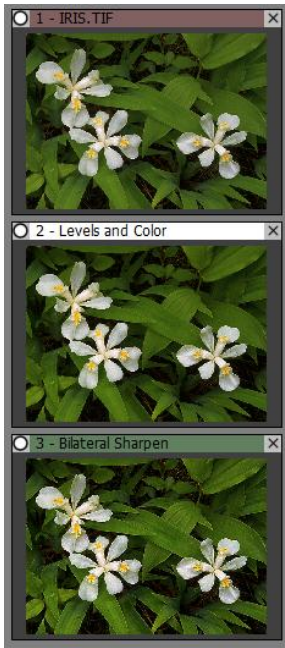 1 - IRIS.TIF
2 - Levels and Color
3 - Bilateral Sharpen